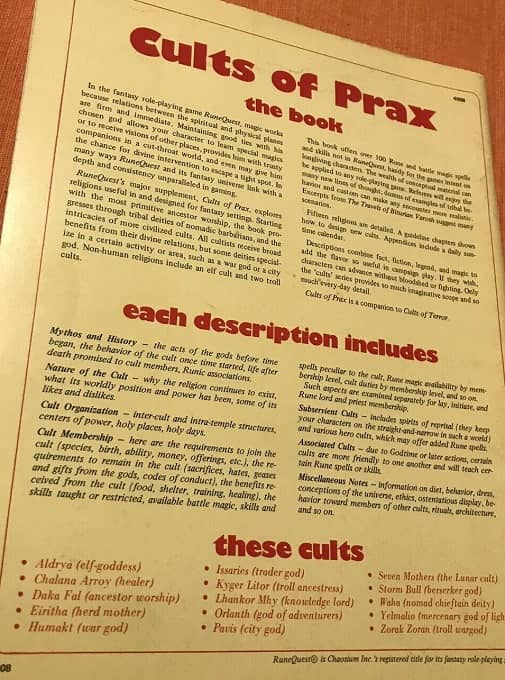 Cults of Prax
the book
In the fantasy role-playing game RuneQuest, magic works
because relations between the spiritual and physical planes
are firm and immediate. Maintaining good ties with his
chosen god allows your character to learn special magics
or to receive visions of other places, provides him with trusty
companions in a cut-throat world, and even may give him
the chance for divine intervention to escape a tight spot. In
many ways RuneQuest and its fantasy universe link with a
depth and consistency unparalleled in gaming.
RuneQuest's major supplement, Cults of Prax, explores
religions useful in and designed for fantasy settings. Starting
with the most primitive ancestor worship, the book pro-
gresses through tribal deities of nomadic barbarians, and the
intricacies of more civilized cults. All cultists receive broad
benefits from their divine relations, but some deities special-
ize in a certain activity or area, such as a war god or a city
god. Non-human religions include an elf cult and two troll
cults.
This book offers over 100 Rune and battle magic spells
and skills not in RuneQuest, handy for the gamer intent on
longliving characters. The wealth of conceptual material can
be applied to any role-playing game. Referees will enjoy the
many new areas of thought; dozens of examples of tribal be-
havior and custom can make any encounter more realistic.
Excerpts from The Travels of Biturian Varosh suggest many
scenarios.
Fifteen religions are detailed. A guideline chapters shows
how to design new cults. Appendices include a daily sun-
time calendar.
Descriptions combine fact, fiction, legend, and magic to
add the flavor so useful in campaign play. If they wish,
characters can advance without bloodshed or fighting. Only
the 'cults' series provides so much imaginative scope and so
much every-day detail.
Cults of Prax is a companion to Cults of Terror.
each description includes
Mythos and History – the acts of the gods before time
began, the behavior of the cult once time started, life after
death promised to cult members, Runic associations.
Nature of the Cult – why the religion continues to exist,
what its worldly position and power has been, some of its
likes and dislikes.
Cult Organization – inter-cult and intra-temple structures,
centers of power, holy places, holy days.
Cult Membership – here are the requirements to join the
cult (species, birth, ability, money, offerings, etc.), the re-
quirements to remain in the cult (sacrifices, hates, geases
and gifts from the gods, codes of conduct), the benefits re-
ceived from the cult (food, shelter, training, healing), the
skills taught or restricted, available battle magic, skills and
spells peculiar to the cult, Rune magic availability by mem-
bership level, cult duties by membership level, and so on.
Such aspects are examined separately for lay, initiate, and
Rune lord and priest membership.
Subservient Cults – includes spirits of reprisal (they keep
your characters on the straight-and-narrow in such a world)
and various hero cults, which may offer added Rune spells.
Associated Cults – due to Godtime or later actions, certain
cults are more friendly to one another and will teach cer-
tain Rune spells or skills.
Miscellaneous Notes – information on diet, behavior, dress,
conceptions of the universe, ethics, ostentatious display, be-
havior toward members of other cults, rituals, architecture,
and so on.
these cults
• Aldrya (elf-goddess)
• Chalana Arroy (healer)
• Daka Fal (ancestor worship)
• Eiritha (herd mother)
• Humakt (war god)
• Issaries (trader god)
• Kyger Litor (troll ancestress)
• Lhankor Mhy (knowledge lord)
• Orlanth (god of adventurers)
• Pavis (city god)
• Seven Mothers (the Lunar cult)
• Storm Bull (berserker god)
• Waha (nomad chieftain deity)
• Yelmalio (mercenary god of ligh
• Zorak Zoran (troll wargod)
08
RuneQuest® is Chaosium Inc.'s registered title for its fantasy role-playing